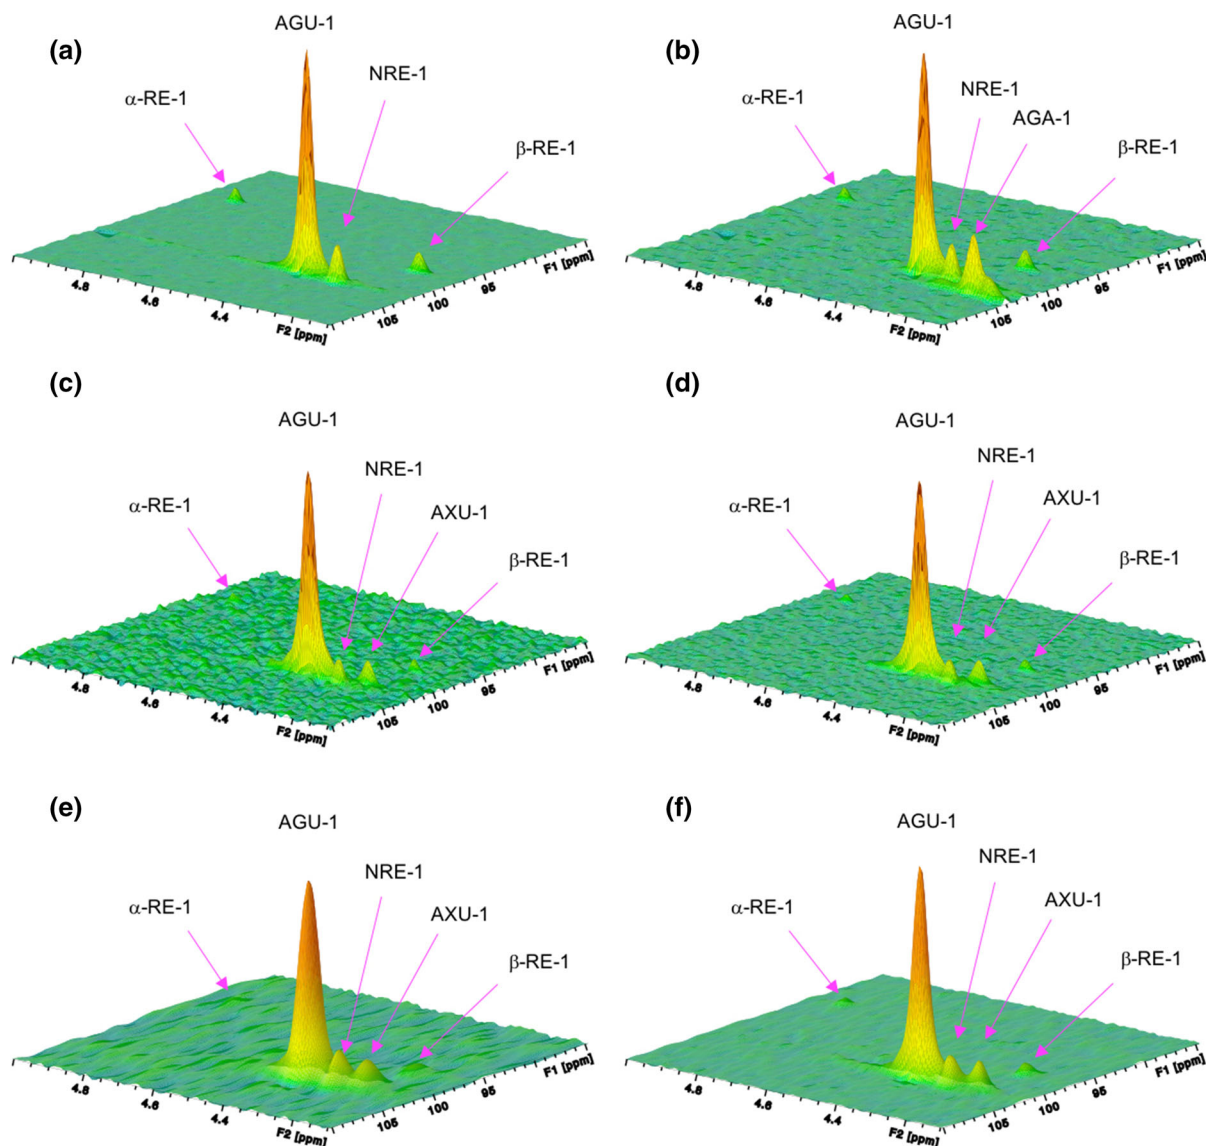 (a)
AGU-1
NRE-1
α-RE-1
β-RE-1
4.8
4.6
4.4
F2 [ppm]
105
100
95
F1 [ppm]
(b)
AGU-1
NRE-1
α-RE-1
AGA-1
β-RE-1
4.8
4.6
4.4
F2 [ppm]
105
100
95
F1 [ppm]
(c)
AGU-1
NRE-1
α-RE-1
AXU-1
β-RE-1
4.8
4.6
4.4
F2 [ppm]
105
100
95
F1 [ppm]
(d)
AGU-1
NRE-1
α-RE-1
AXU-1
β-RE-1
4.8
4.6
4.4
F2 [ppm]
105
100
95
F1 [ppm]
(e)
AGU-1
NRE-1
α-RE-1
AXU-1
β-RE-1
4.8
4.6
4.4
F2 [ppm]
105
100
95
F1 [ppm]
(f)
AGU-1
NRE-1
α-RE-1
AXU-1
β-RE-1
4.8
4.6
4.4
F2 [ppm]
105
100
95
F1 [ppm]